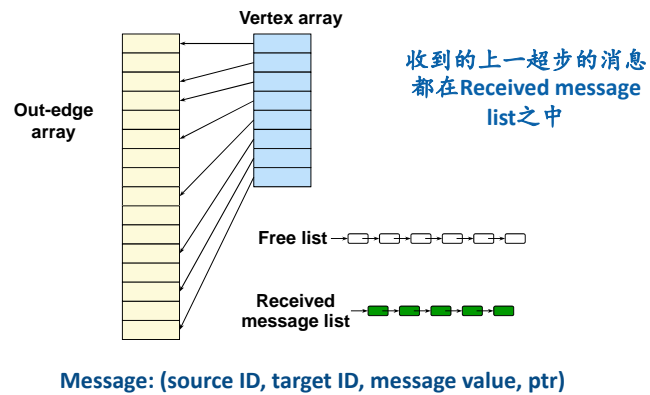 Vertex array
收到的上一超步的消息
都在Received message
list之中
Out-edge
array
Free list
Received
message list
Message: (source ID, target ID, message value, ptr)